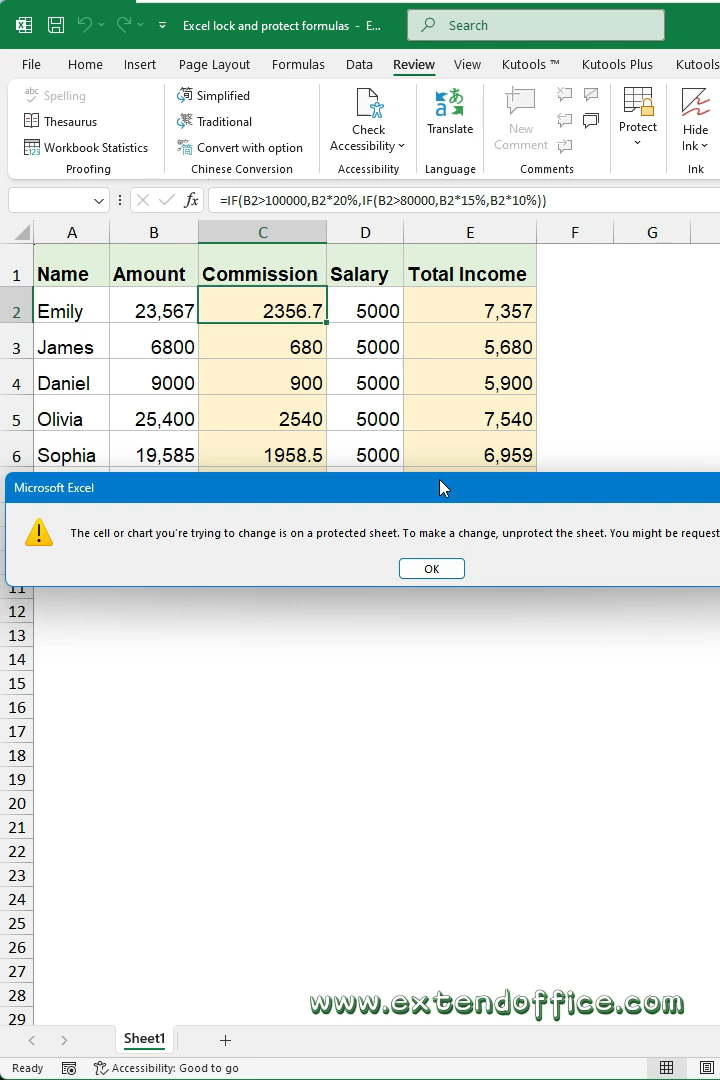 Excel lock and protect formulas - E...
Search
File Home Insert Page Layout Formulas Data Review View Kutools ™ Kutools Plus Kutools
abc Spelling
Thesaurus
123 Workbook Statistics
Proofing
简 Simplified
繁 Traditional
简繁 Convert with option
Chinese Conversion
Check
Accessibility
Accessibility
a あ
Translate
Language
New
Comment
Comments
Protect
Hide
Ink
Ink
fx =IF(B2>100000,B2*20%,IF(B2>80000,B2*15%,B2*10%))
A B C D E F G
1 Name Amount Commission Salary Total Income
2 Emily 23,567 2356.7 5000 7,357
3 James 6800 680 5000 5,680
4 Daniel 9000 900 5000 5,900
5 Olivia 25,400 2540 5000 7,540
6 Sophia 19,585 1958.5 5000 6,959
Microsoft Excel
The cell or chart you're trying to change is on a protected sheet. To make a change, unprotect the sheet. You might be request
OK
11
12
13
14
15
16
17
18
19
20
21
22
23
24
25
26
27
28
www.extendoffice.com
29
Sheet1
Ready
Accessibility: Good to go